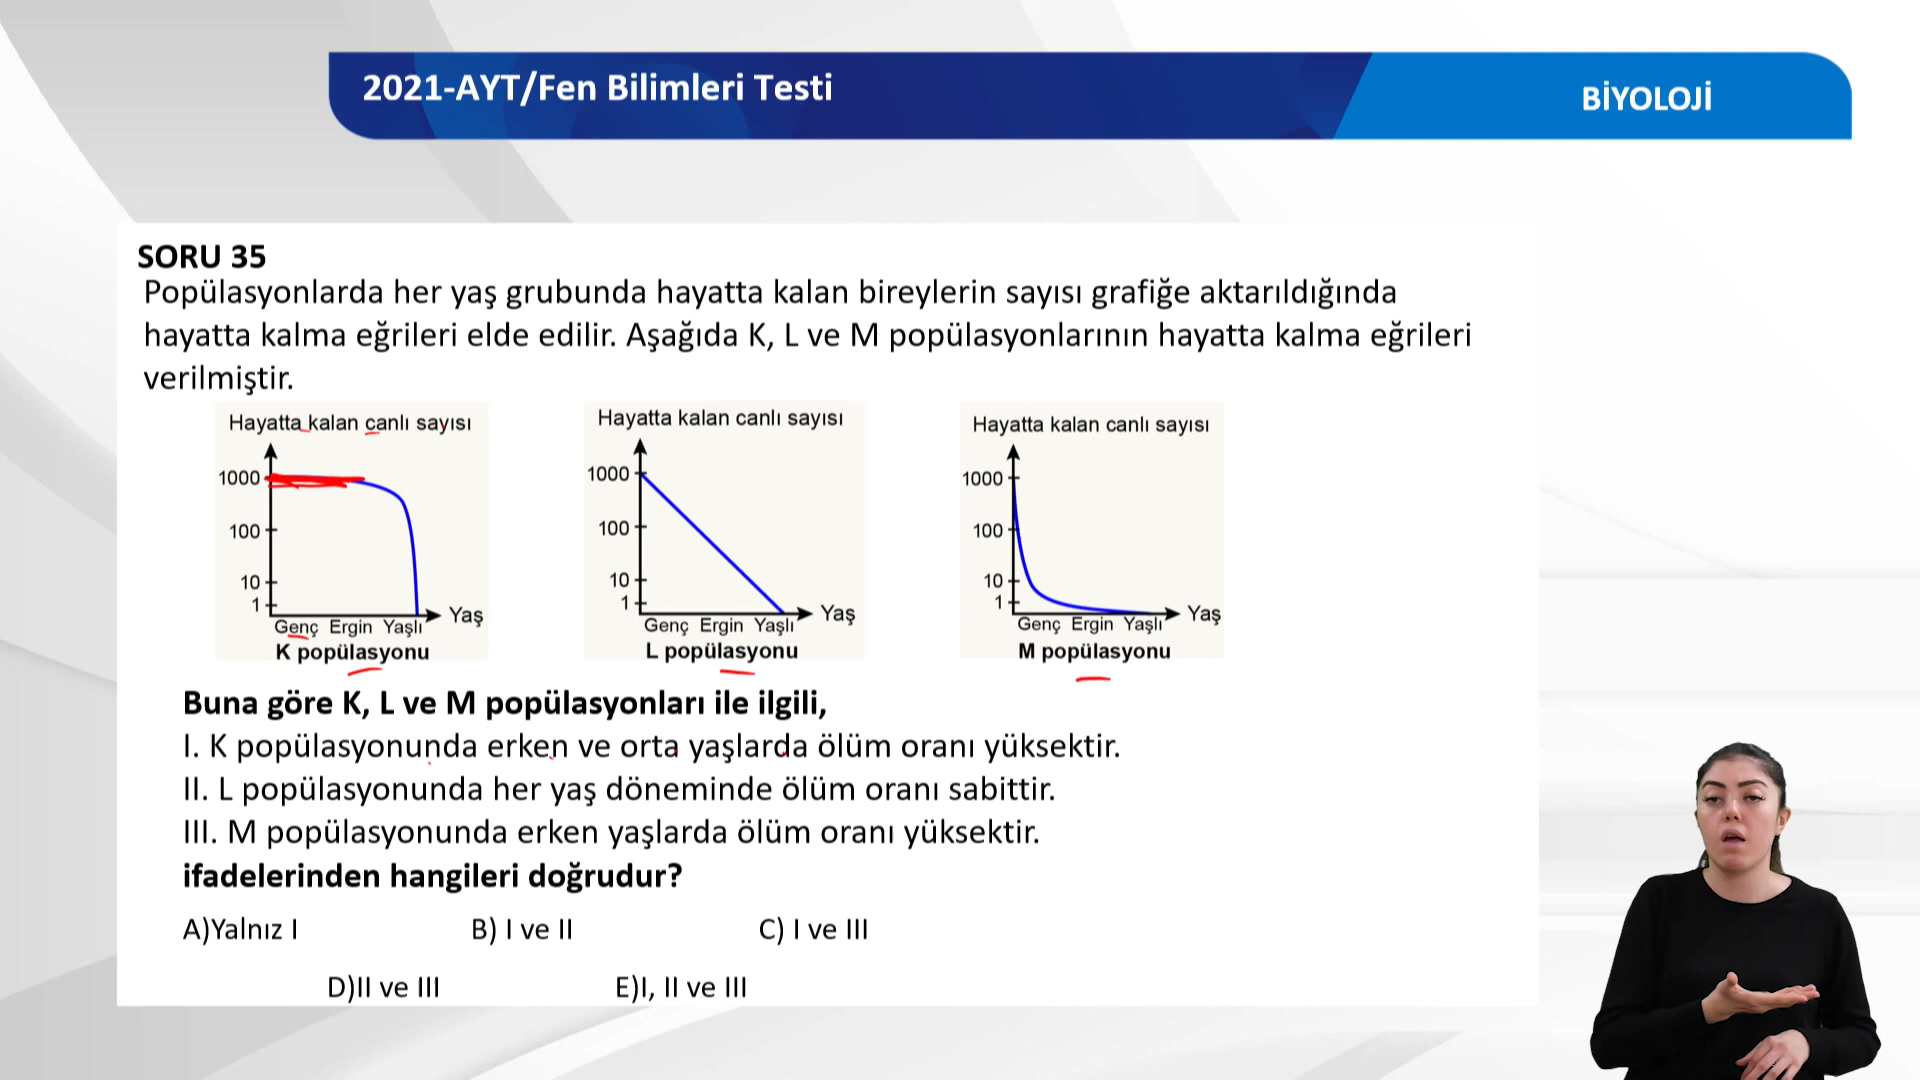 2021-AYT/Fen Bilimleri Testi
BİYOLOJİ
SORU 35
Popülasyonlarda her yaş grubunda hayatta kalan bireylerin sayısı grafiğe aktarıldığında
hayatta kalma eğrileri elde edilir. Aşağıda K, L ve M popülasyonlarının hayatta kalma eğrileri
verilmiştir.
Hayatta kalan canlı sayısı
1000
100
10
1
Yaş
Genç Ergin Yaşlı
K popülasyonu
Hayatta kalan canlı sayısı
1000
100
10
1
Yaş
Genç Ergin Yaşlı
L popülasyonu
Hayatta kalan canlı sayısı
1000
100
10
1
Yaş
Genç Ergin Yaşlı
M popülasyonu
Buna göre K, L ve M popülasyonları ile ilgili,
I. K popülasyonunda erken ve orta yaşlarda ölüm oranı yüksektir.
II. L popülasyonunda her yaş döneminde ölüm oranı sabittir.
III. M popülasyonunda erken yaşlarda ölüm oranı yüksektir.
ifadelerinden hangileri doğrudur?
A)Yalnız I B) I ve II C) I ve III
D)II ve III E)I, II ve III